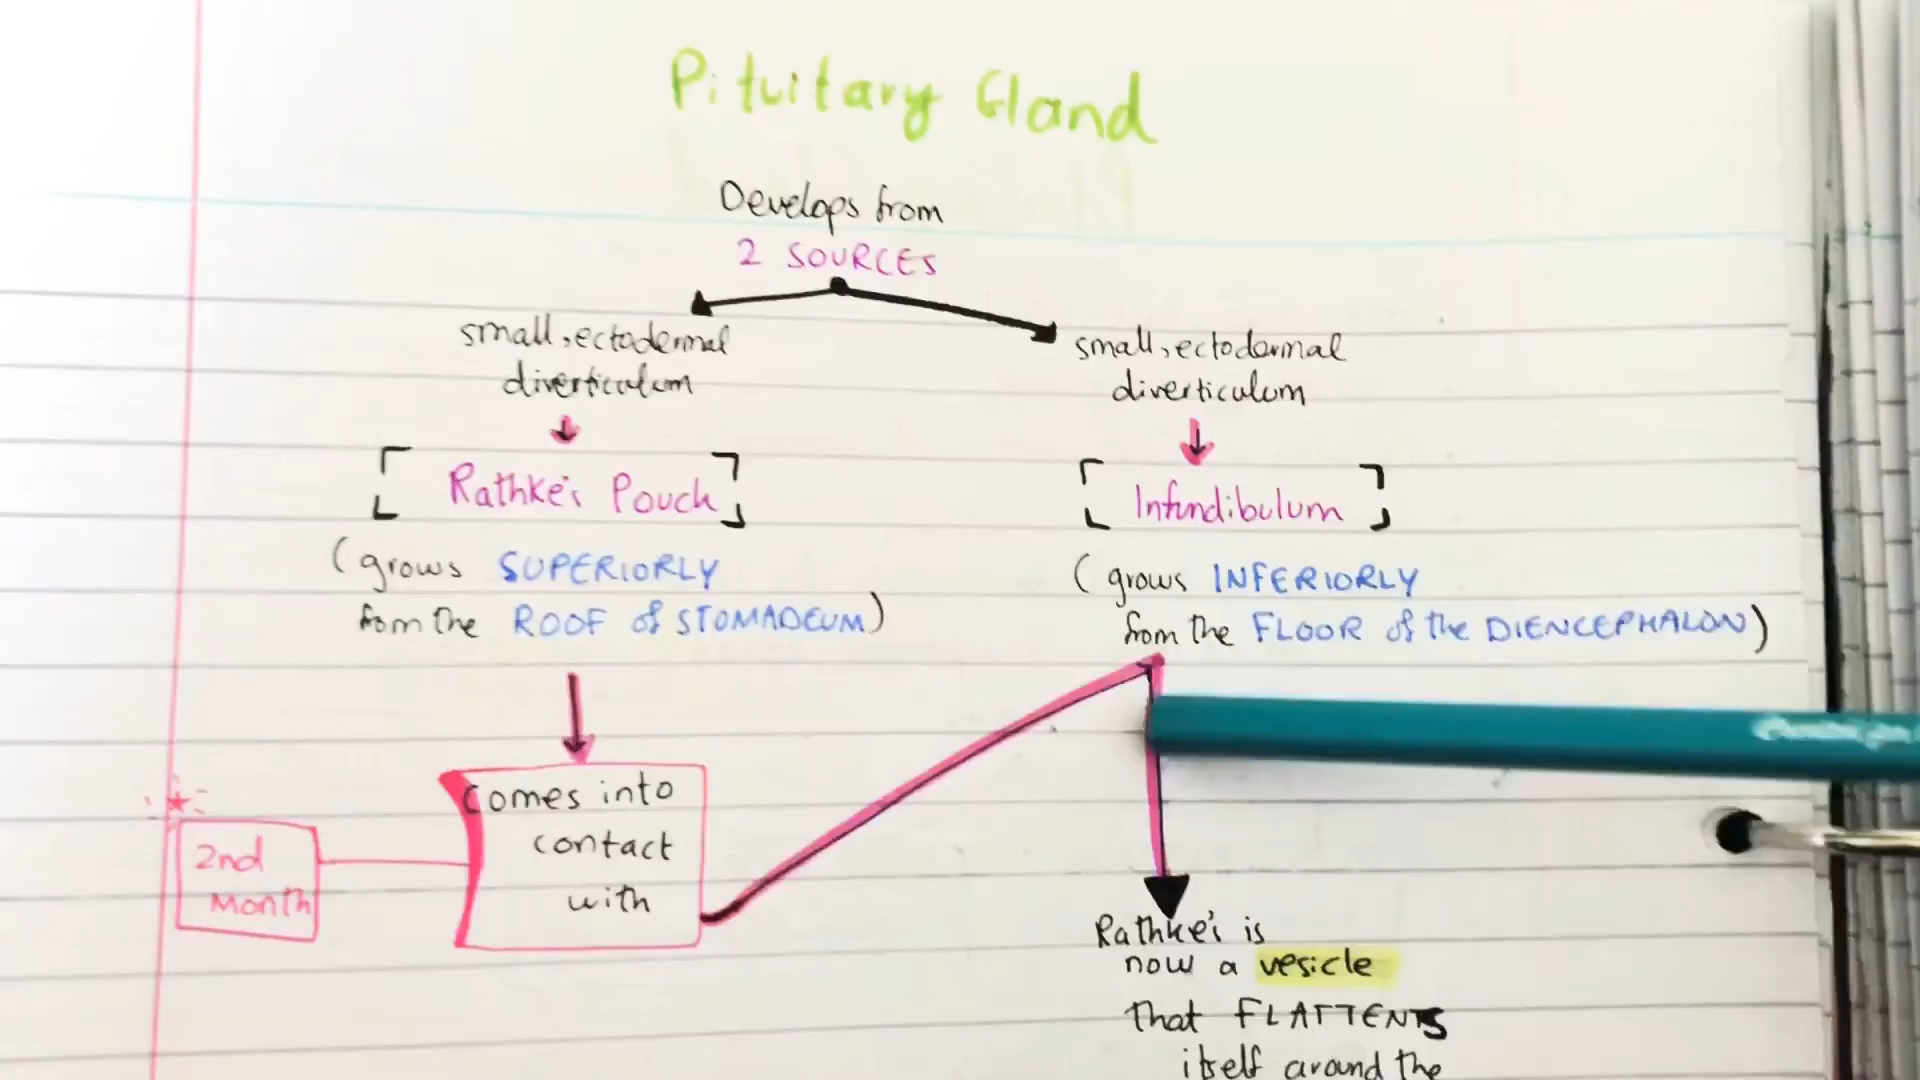 Pituitary Gland
Develops from
2 SOURCES
small, ectodermal
diverticulum
Rathke's Pouch
(grows SUPERIORLY
from the ROOF of STOMADEUM)
small, ectodermal
diverticulum
Infundibulum
(grows INFERIORLY
from the FLOOR of the DIENCEPHALON)
2nd
Month
Comes into
contact
with
Rathke's is
now a vesicle
that FLATTENS
itself around the